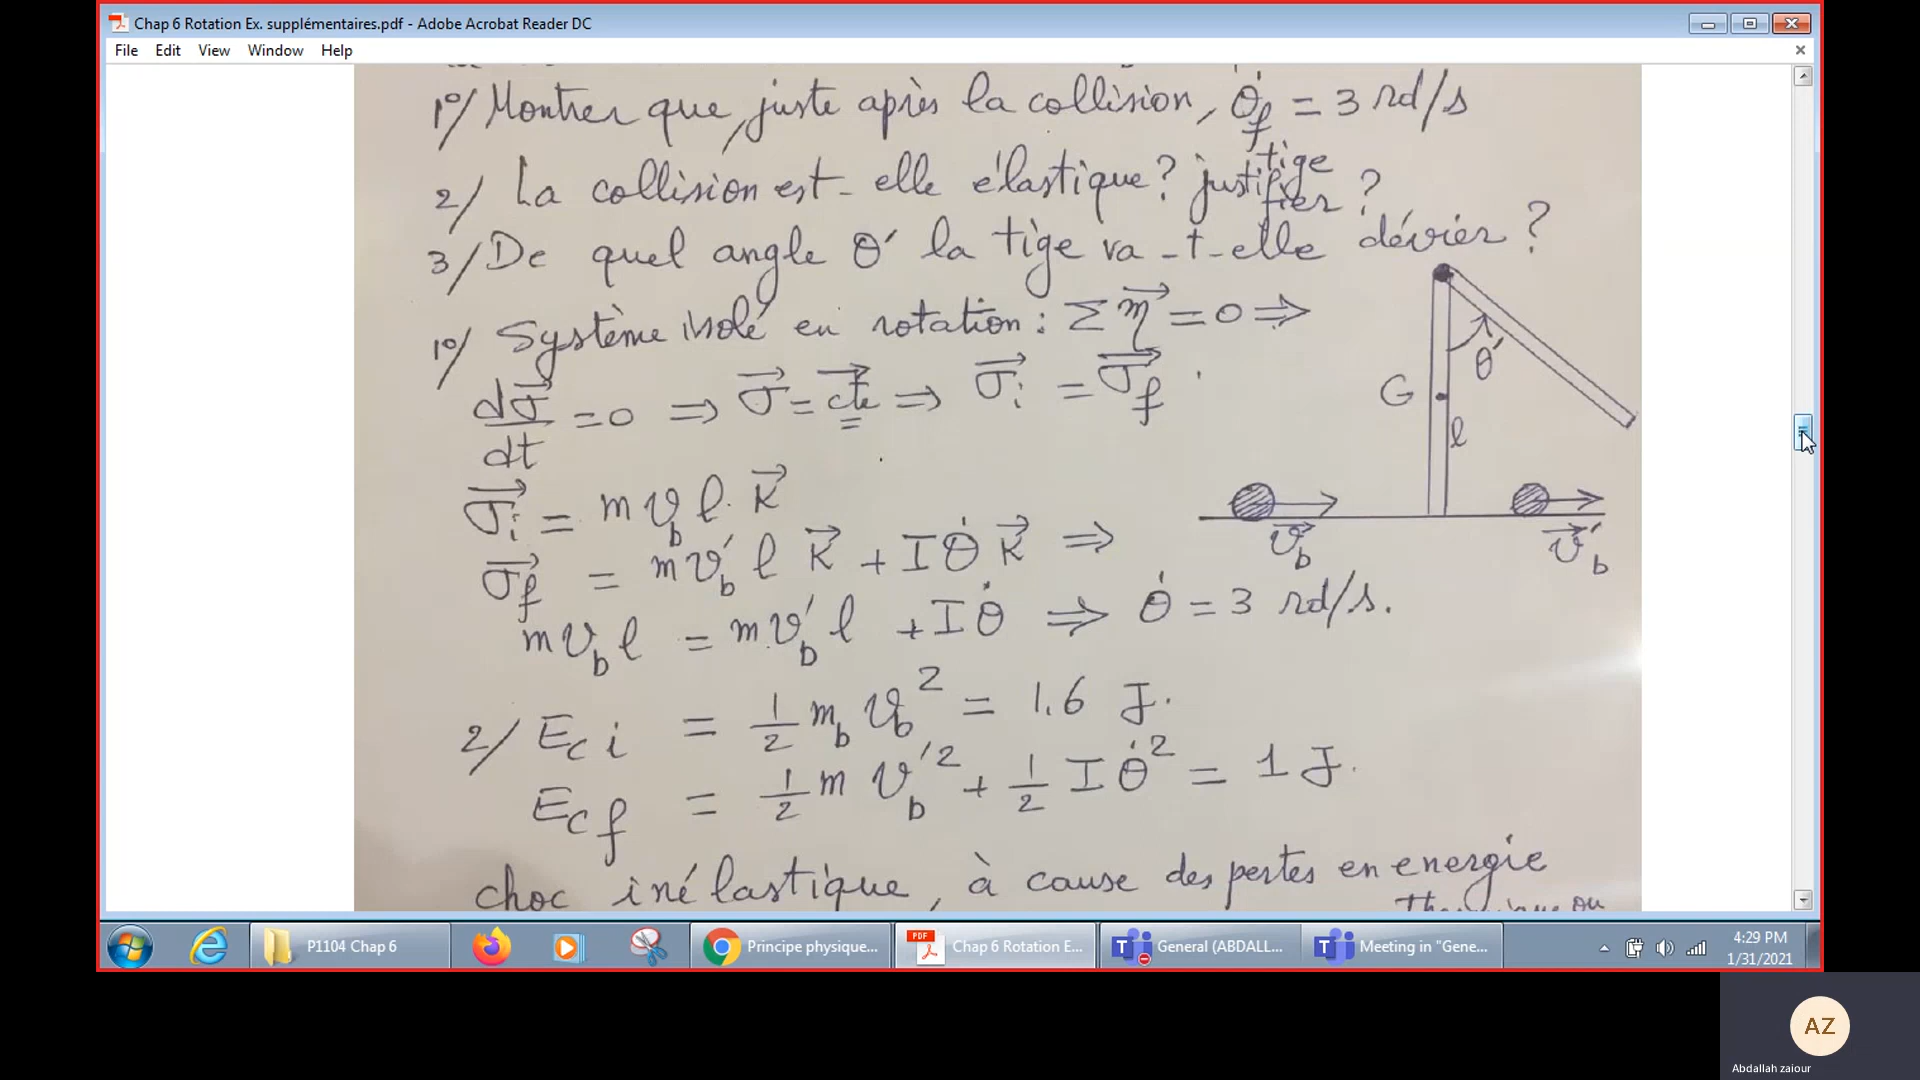 Chap 6 Rotation Ex. supplémentaires.pdf - Adobe Acrobat Reader DC
File Edit View Window Help
1°/ Montrer que, juste après la collision, θ̇f = 3 rd/s
tige
2/ La collision est-elle élastique? justifier?
3/ De quel angle θ' la tige va-t-elle dévier?
1°/ Système isolé en rotation: Σ𝓜⃗ = 0 ⇒
dσ⃗/dt = 0 ⇒ σ⃗ = cte⃗ ⇒ σ⃗i = σ⃗f
σ⃗i = m vb l. K⃗
σ⃗f = m v'b l K⃗ + I θ̇ K⃗ ⇒
m vb l = m v'b l + I θ̇ ⇒ θ̇ = 3 rd/s.
2/ Eci = 1/2 mb vb² = 1.6 J.
Ecf = 1/2 m v'b² + 1/2 I θ̇² = 1 J.
choc inélastique, à cause des pertes en energie
ou
θ'
G
l
v⃗b
v⃗'b
P1104 Chap 6
Principe physique...
PDF
Chap 6 Rotation E...
General (ABDALL...
Meeting in "Gene...
4:29 PM
1/31/2021
AZ
Abdallah zaiour